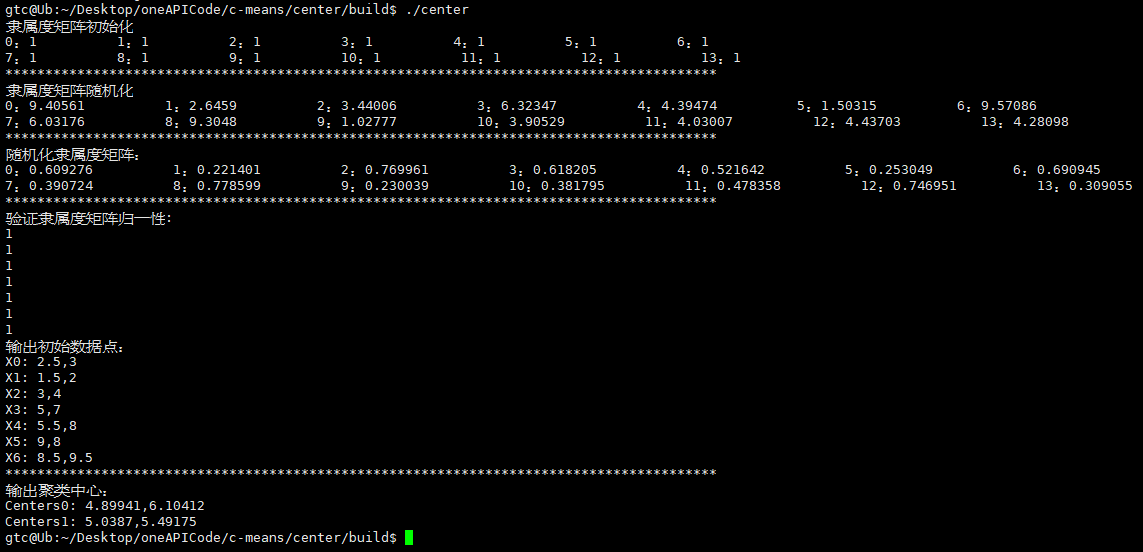 gtc@Ub:~/Desktop/oneAPICode/c-means/center/build$ ./center
隶属度矩阵初始化
0：1 1：1 2：1 3：1 4：1 5：1 6：1
7：1 8：1 9：1 10：1 11：1 12：1 13：1
*****************************************************************************************
隶属度矩阵随机化
0：9.40561 1：2.6459 2：3.44006 3：6.32347 4：4.39474 5：1.50315 6：9.57086
7：6.03176 8：9.3048 9：1.02777 10：3.90529 11：4.03007 12：4.43703 13：4.28098
*****************************************************************************************
随机化隶属度矩阵：
0：0.609276 1：0.221401 2：0.769961 3：0.618205 4：0.521642 5：0.253049 6：0.690945
7：0.390724 8：0.778599 9：0.230039 10：0.381795 11：0.478358 12：0.746951 13：0.309055
*****************************************************************************************
验证隶属度矩阵归一性：
1
1
1
1
1
1
1
输出初始数据点：
X0: 2.5,3
X1: 1.5,2
X2: 3,4
X3: 5,7
X4: 5.5,8
X5: 9,8
X6: 8.5,9.5
*****************************************************************************************
输出聚类中心：
Centers0: 4.89941,6.10412
Centers1: 5.0387,5.49175
gtc@Ub:~/Desktop/oneAPICode/c-means/center/build$